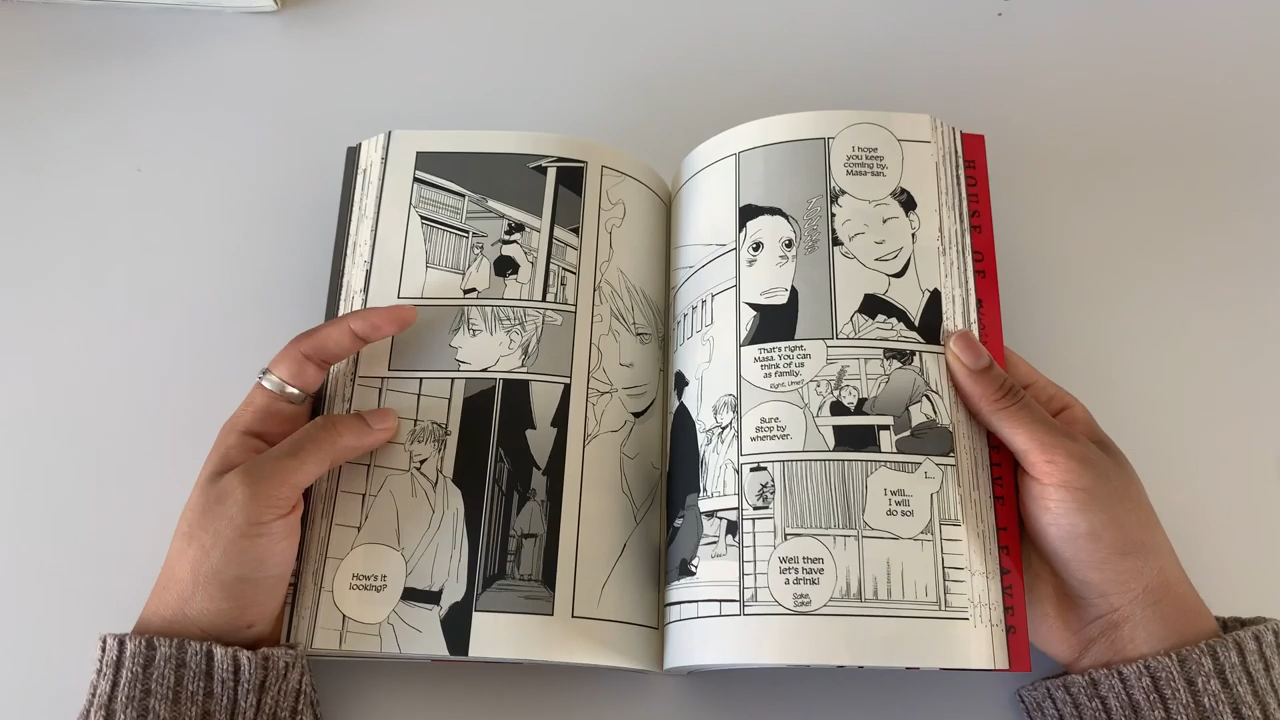 I hope
you keep
coming by,
Masa-san.
That's right,
Masa. You can
think of us
as family.
Right, Ume?
Sure.
Stop by
whenever.
I...
I will...
I will
do so!
Well then
let's have
a drink!
Sake,
Sake!
How's it
looking?
HOUSE OF FIVE LEAVES